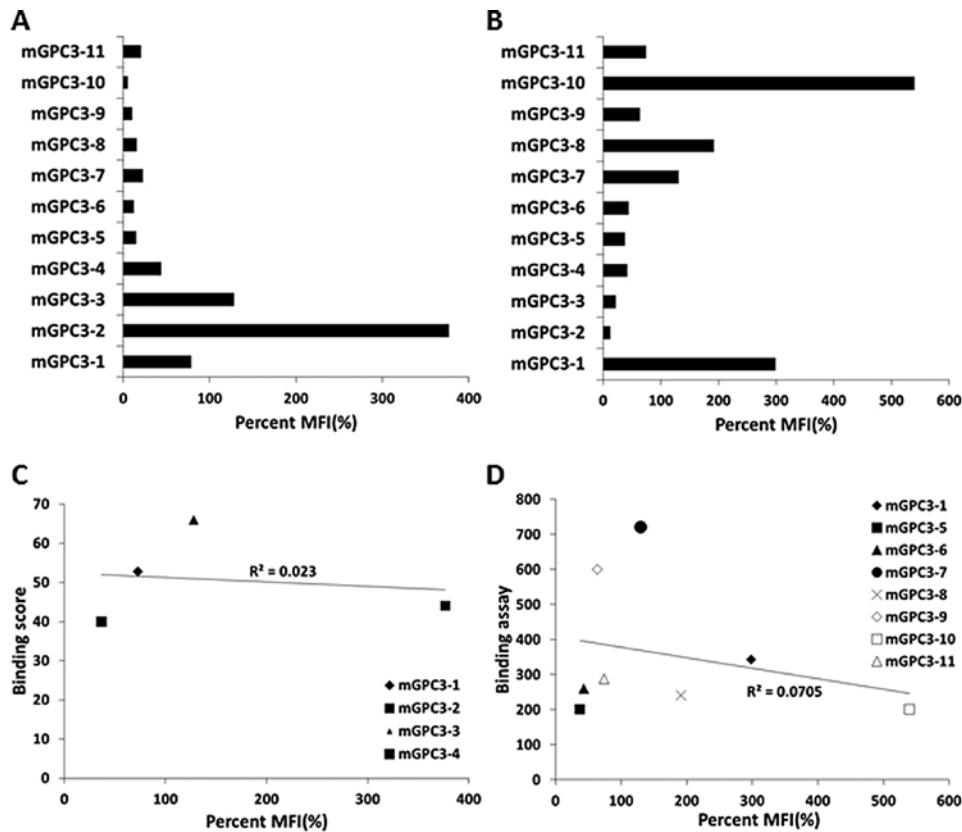 A
mGPC3-11
mGPC3-10
mGPC3-9
mGPC3-8
mGPC3-7
mGPC3-6
mGPC3-5
mGPC3-4
mGPC3-3
mGPC3-2
mGPC3-1
0 100 200 300 400
Percent MFI(%)
B
mGPC3-11
mGPC3-10
mGPC3-9
mGPC3-8
mGPC3-7
mGPC3-6
mGPC3-5
mGPC3-4
mGPC3-3
mGPC3-2
mGPC3-1
0 100 200 300 400 500 600
Percent MFI(%)
C
Binding score
70
60
50
40
30
20
10
0
R² = 0.023
mGPC3-1
mGPC3-2
mGPC3-3
mGPC3-4
0 100 200 300 400
Percent MFI(%)
D
Binding assay
800
700
600
500
400
300
200
100
0
R² = 0.0705
mGPC3-1
mGPC3-5
mGPC3-6
mGPC3-7
mGPC3-8
mGPC3-9
mGPC3-10
mGPC3-11
0 100 200 300 400 500 600
Percent MFI(%)